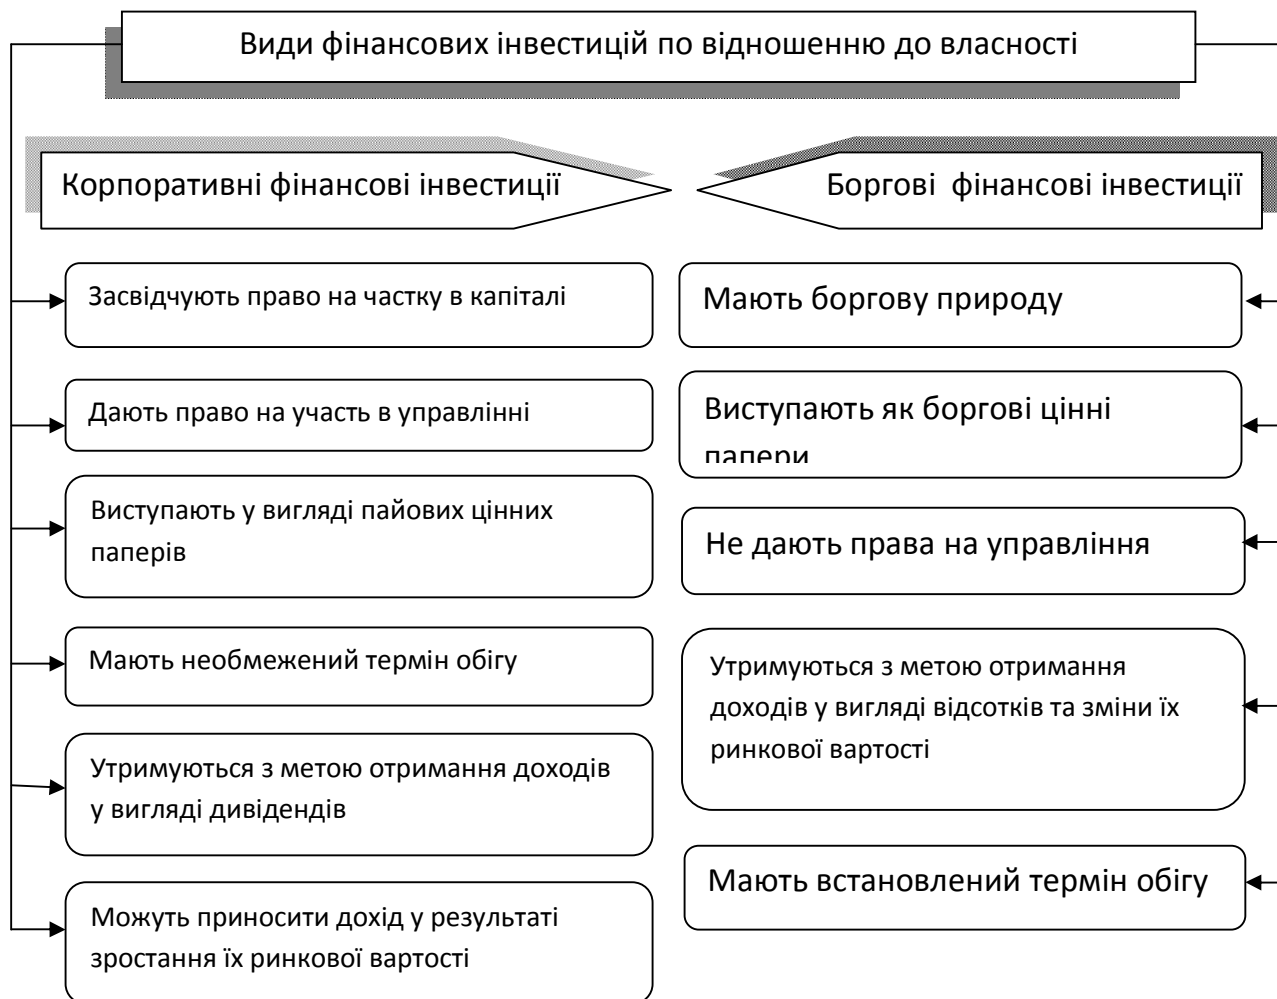 Види фінансових інвестицій по відношенню до власності
Корпоративні фінансові інвестиції
Боргові фінансові інвестиції
Засвідчують право на частку в капіталі
Дають право на участь в управлінні
Виступають у вигляді пайових цінних
паперів
Мають необмежений термін обігу
Утримуються з метою отримання доходів
у вигляді дивідендів
Можуть приносити дохід у результаті
зростання їх ринкової вартості
Мають боргову природу
Виступають як боргові цінні
папери
Не дають права на управління
Утримуються з метою отримання
доходів у вигляді відсотків та зміни їх
ринкової вартості
Мають встановлений термін обігу